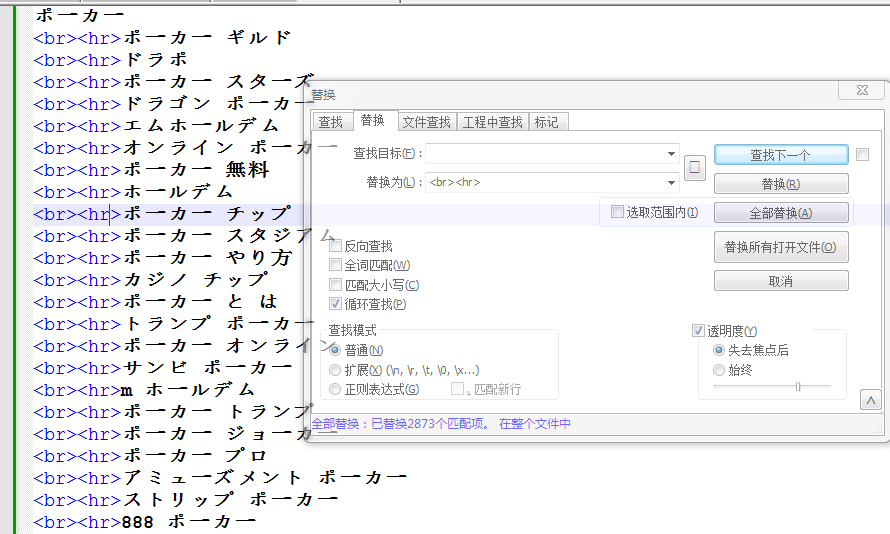 ポーカー
<br><hr>ポーカー ギルド
<br><hr>ドラポ
<br><hr>ポーカー スターズ
<br><hr>ドラゴン ポーカー
<br><hr>エムホールデム
<br><hr>オンライン ポーカー
<br><hr>ポーカー 無料
<br><hr>ホールデム
<br><hr>ポーカー チップ
<br><hr>ポーカー スタジアム
<br><hr>ポーカー やり方
<br><hr>カジノ チップ
<br><hr>ポーカー と は
<br><hr>トランプ ポーカー
<br><hr>ポーカー オンライン
<br><hr>サンビ ポーカー
<br><hr>m ホールデム
<br><hr>ポーカー トランプ
<br><hr>ポーカー ジョーカー
<br><hr>ポーカー プロ
<br><hr>アミューズメント ポーカー
<br><hr>ストリップ ポーカー
<br><hr>888 ポーカー
替换
查找 替换 文件查找 工程中查找 标记
查找目标(F) :
查找下一个
替换为(L) : <br><hr>
替换(R)
选取范围内(I)
全部替换(A)
反向查找
替换所有打开文件(O)
全词匹配(W)
匹配大小写(C)
取消
循环查找(P)
查找模式
透明度(Y)
普通(N)
失去焦点后
扩展(X) (\n, \r, \t, \0, \x...)
始终
正则表达式(G) . 匹配新行
全部替换：已替换2873个匹配项。 在整个文件中